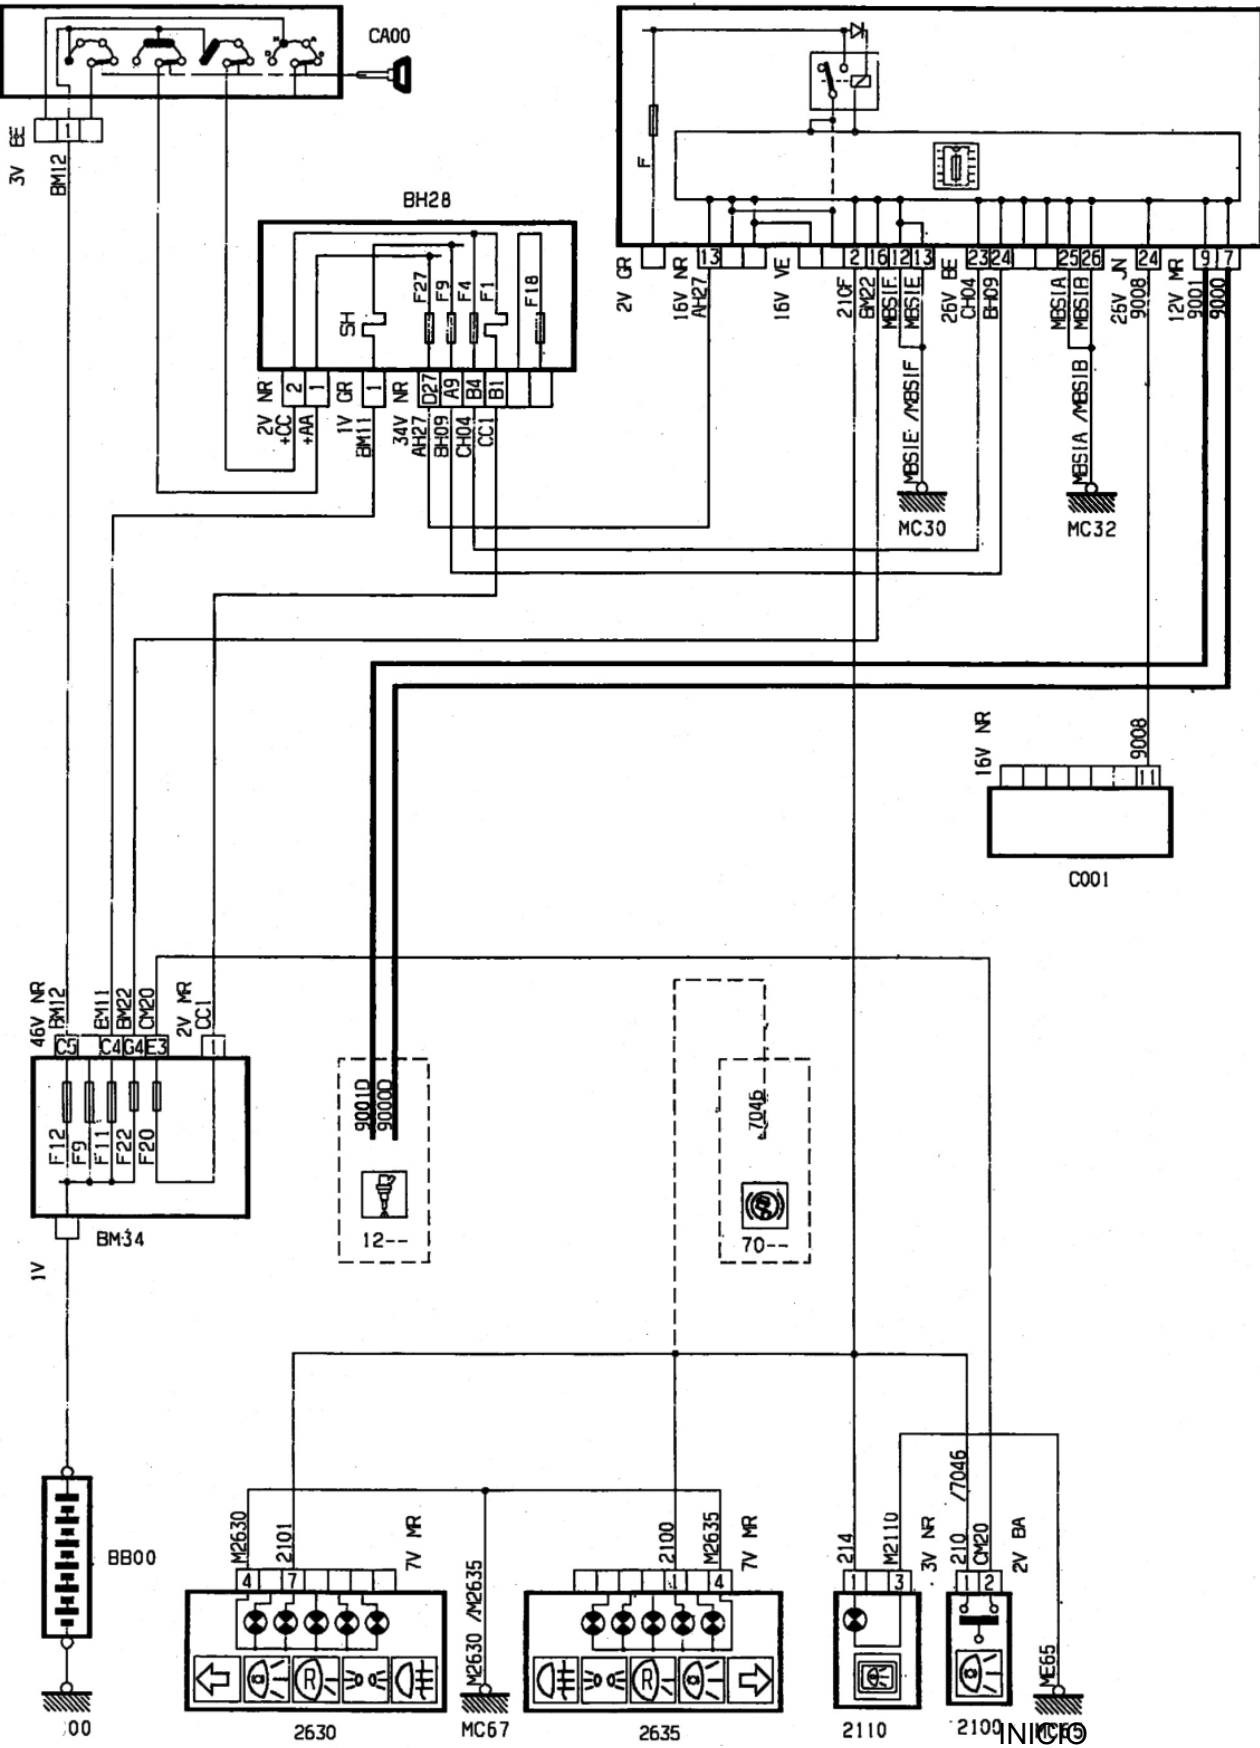 CA00
3V BE
1
BM12
BH28
SH
F27
F9
F4
F1
F18
2
1
1
D27
A9
B4
B1
2V NR
+CC
+AA
1V GR
BM11
34V NR
AH27
BH09
CH04
CC1
F
13
2
16
12
13
23
24
25
26
24
9
7
2V GR
16V NR
AH27
16V VE
210F
BM22
MBSIF
MBSIE
26V BE
CH04
BH09
MBSIA
MBSIB
26V JN
9008
12V MR
9001
9000
MBSIE /MBSIF
MBSIA /MBSIB
MC30
MC32
16V NR
9008
11
C001
46V NR
BM12
BM11
BM22
CM20
2V MR
CC1
C5
C4
G4
E3
1
F12
F9
F11
F22
F20
BM34
1V
9001D
9000D
12--
7046
70--
BB00
00
M2630
2101
7V MR
4
7
R
2630
M2630 /M2635
MC67
2100
M2635
7V MR
1
4
R
2635
214
M2110
3V NR
1
3
2110
210
/7046
CM20
2V BA
1
2
2100
ME65
INICIO